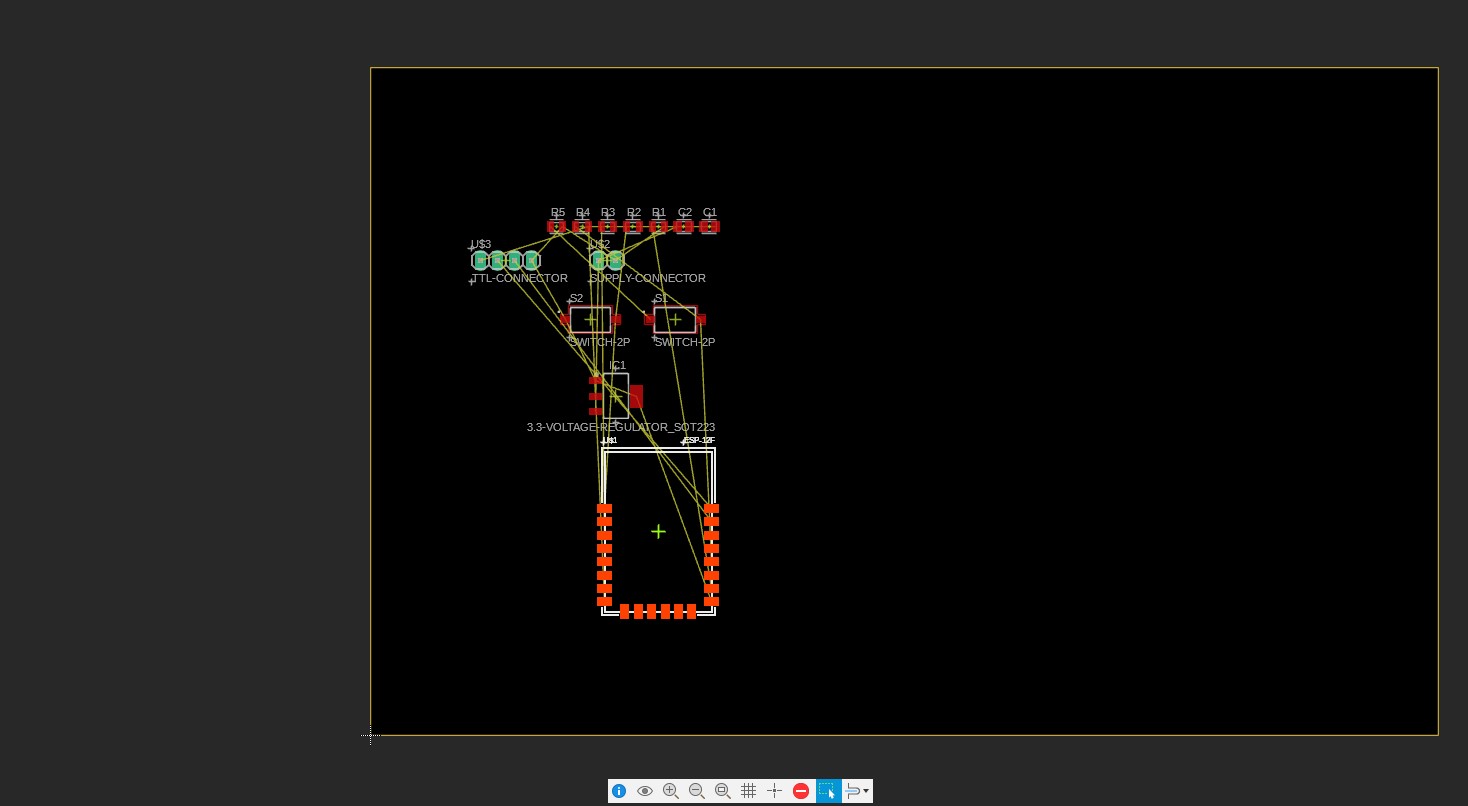 R5 R4 R3 R2 R1 C2 C1
U$3 U$2
TTL-CONNECTOR SUPPLY-CONNECTOR
S2 S1
SWITCH-2P SWITCH-2P
IC1
3.3-VOLTAGE-REGULATOR_SOT223
U$1 ESP-12F